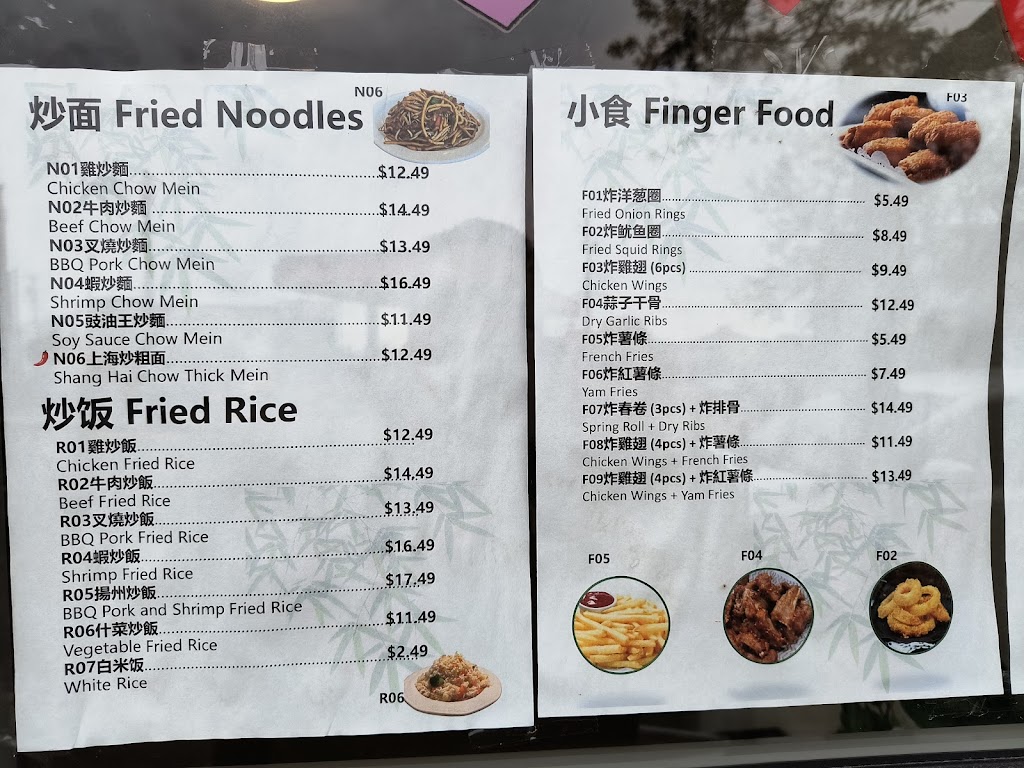 炒面 Fried Noodles
N06
N01雞炒麵 $12.49
Chicken Chow Mein
N02牛肉炒麵 $14.49
Beef Chow Mein
N03叉燒炒麵 $13.49
BBQ Pork Chow Mein
N04蝦炒麵 $16.49
Shrimp Chow Mein
N05豉油王炒麵 $11.49
Soy Sauce Chow Mein
N06上海炒粗面 $12.49
Shang Hai Chow Thick Mein
炒饭 Fried Rice
R01雞炒飯 $12.49
Chicken Fried Rice
R02牛肉炒飯 $14.49
Beef Fried Rice
R03叉燒炒飯 $13.49
BBQ Pork Fried Rice
R04蝦炒飯 $16.49
Shrimp Fried Rice
R05揚州炒飯 $17.49
BBQ Pork and Shrimp Fried Rice
R06什菜炒飯 $11.49
Vegetable Fried Rice
R07白米饭 $2.49
White Rice
R06
小食 Finger Food
F03
F01炸洋葱圈 $5.49
Fried Onion Rings
F02炸鱿鱼圈 $8.49
Fried Squid Rings
F03炸雞翅 (6pcs) $9.49
Chicken Wings
F04蒜子干骨 $12.49
Dry Garlic Ribs
F05炸薯條 $5.49
French Fries
F06炸紅薯條 $7.49
Yam Fries
F07炸春卷 (3pcs) + 炸排骨 $14.49
Spring Roll + Dry Ribs
F08炸雞翅 (4pcs) + 炸薯條 $11.49
Chicken Wings + French Fries
F09炸雞翅 (4pcs) + 炸紅薯條 $13.49
Chicken Wings + Yam Fries
F05
F04
F02